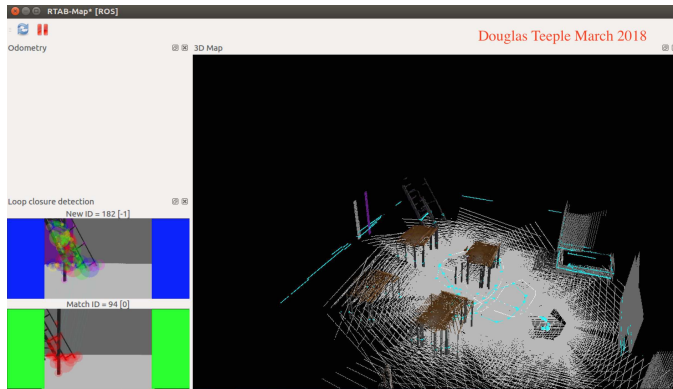 RTAB-Map* [ROS]
Douglas Teeple March 2018
Odometry
3D Map
Loop closure detection
New ID = 182 [-1]
Match ID = 94 [0]